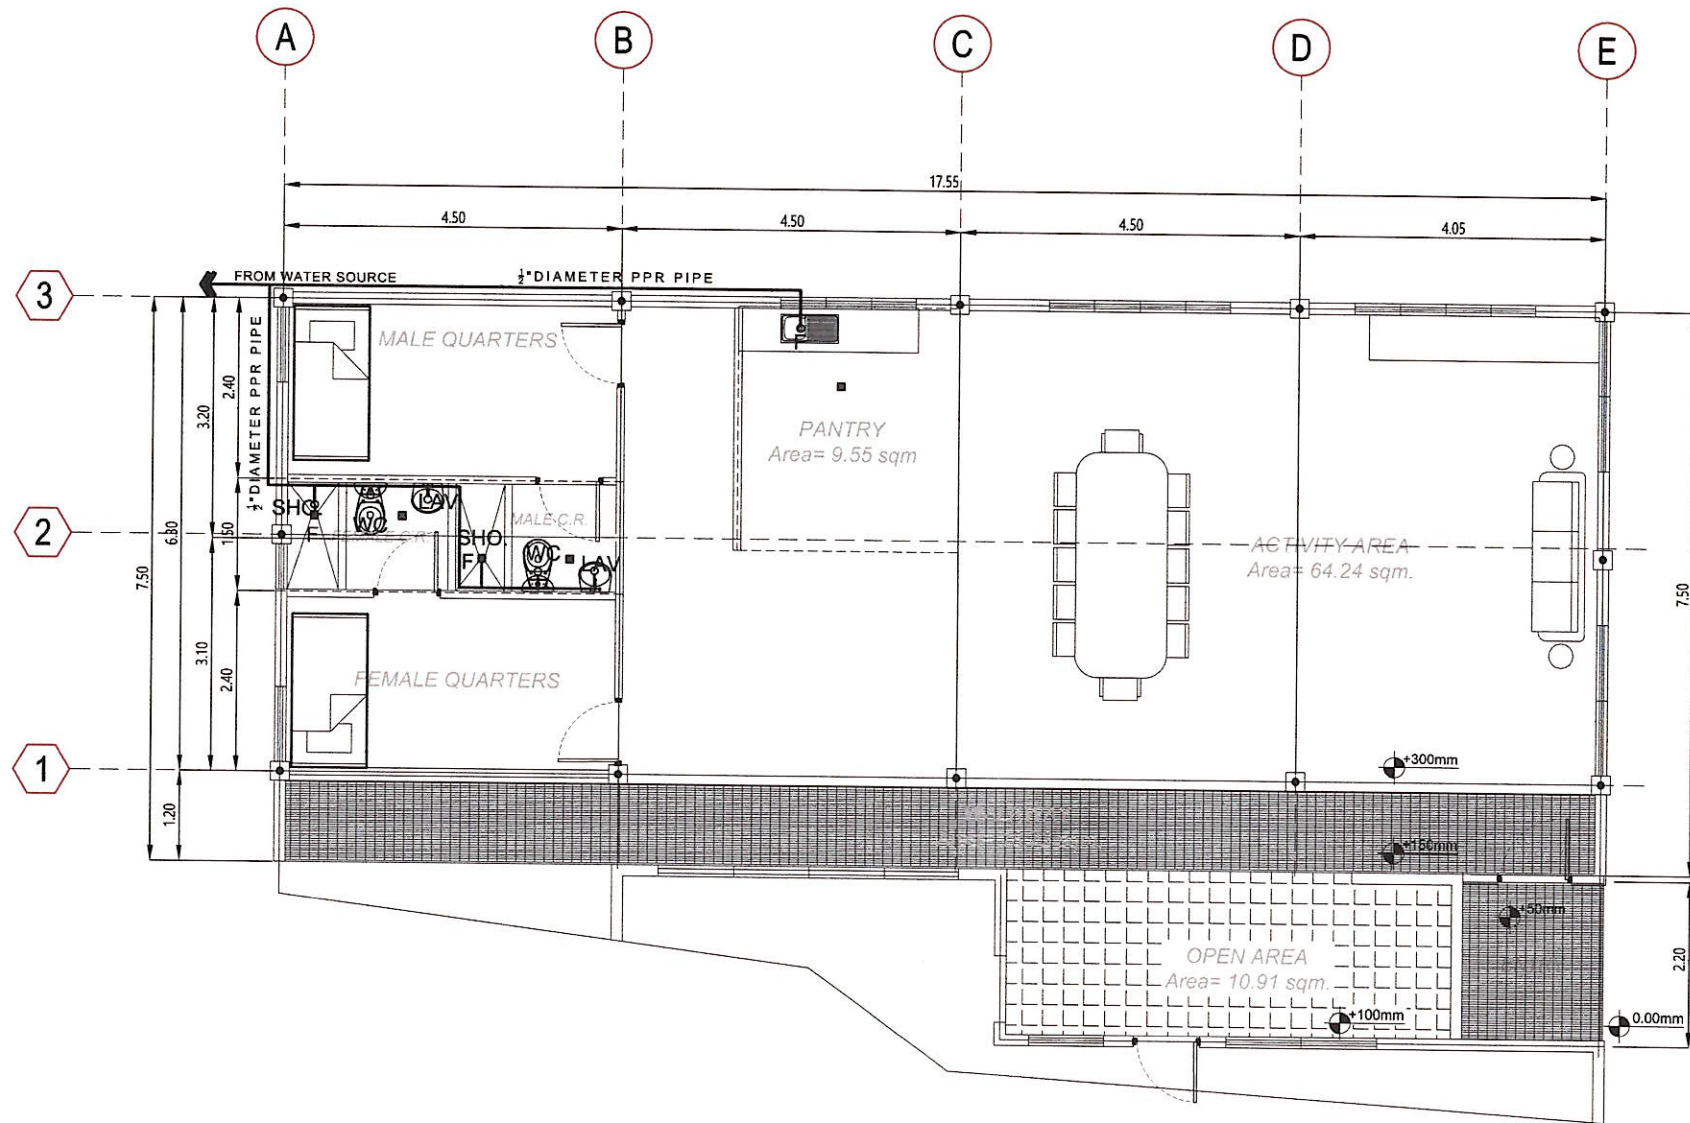 A
B
C
D
E
17.55
4.50
4.50
4.50
4.05
3
FROM WATER SOURCE
½"DIAMETER PPR PIPE
½"DIAMETER PPR PIPE
MALE QUARTERS
2.40
3.20
PANTRY
Area= 9.55 sqm
SHO
F
WC
LAV
MALE C.R.
2
SHO.
F
WC
LAV
1.50
7.50
ACTIVITY AREA
Area= 64.24 sqm.
7.50
3.10
2.40
FEMALE QUARTERS
1
+300mm
1.20
+150mm
+50mm
OPEN AREA
Area= 10.91 sqm.
2.20
+100mm
0.00mm